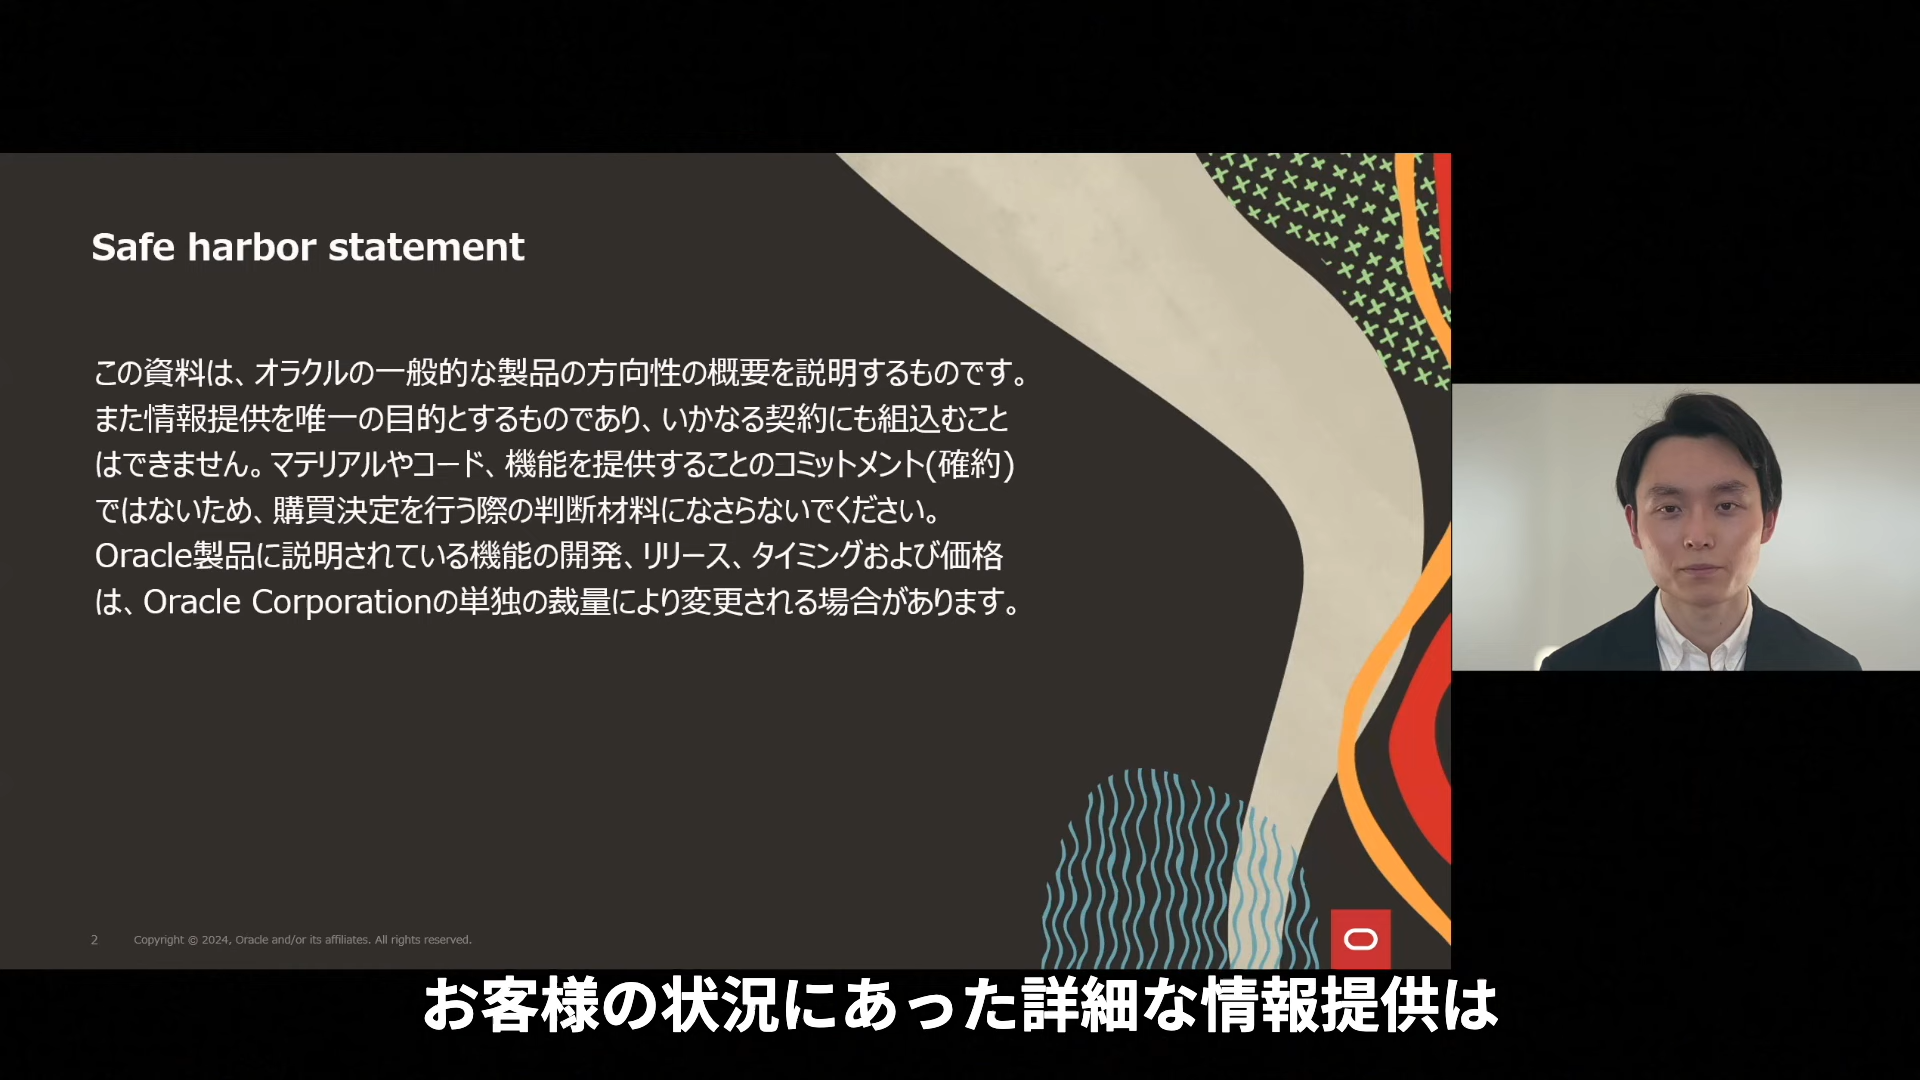 Safe harbor statement
この資料は、オラクルの一般的な製品の方向性の概要を説明するものです。
また情報提供を唯一の目的とするものであり、いかなる契約にも組込むこと
はできません。マテリアルやコード、機能を提供することのコミットメント(確約)
ではないため、購買決定を行う際の判断材料になさらないでください。
Oracle製品に説明されている機能の開発、リリース、タイミングおよび価格
は、Oracle Corporationの単独の裁量により変更される場合があります。
2 Copyright © 2024, Oracle and/or its affiliates. All rights reserved.
お客様の状況にあった詳細な情報提供は